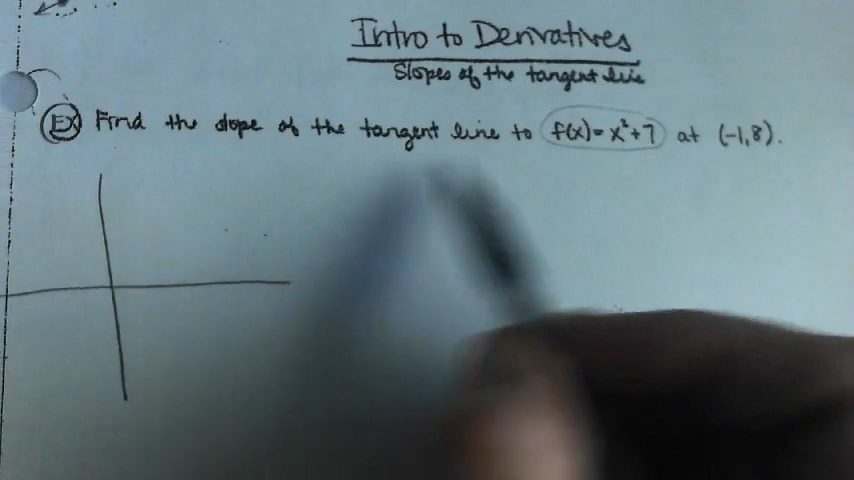 Intro to Derivatives
Slopes of the tangent line
Ex Find the slope of the tangent line to f(x)=x²+7 at (-1,8).